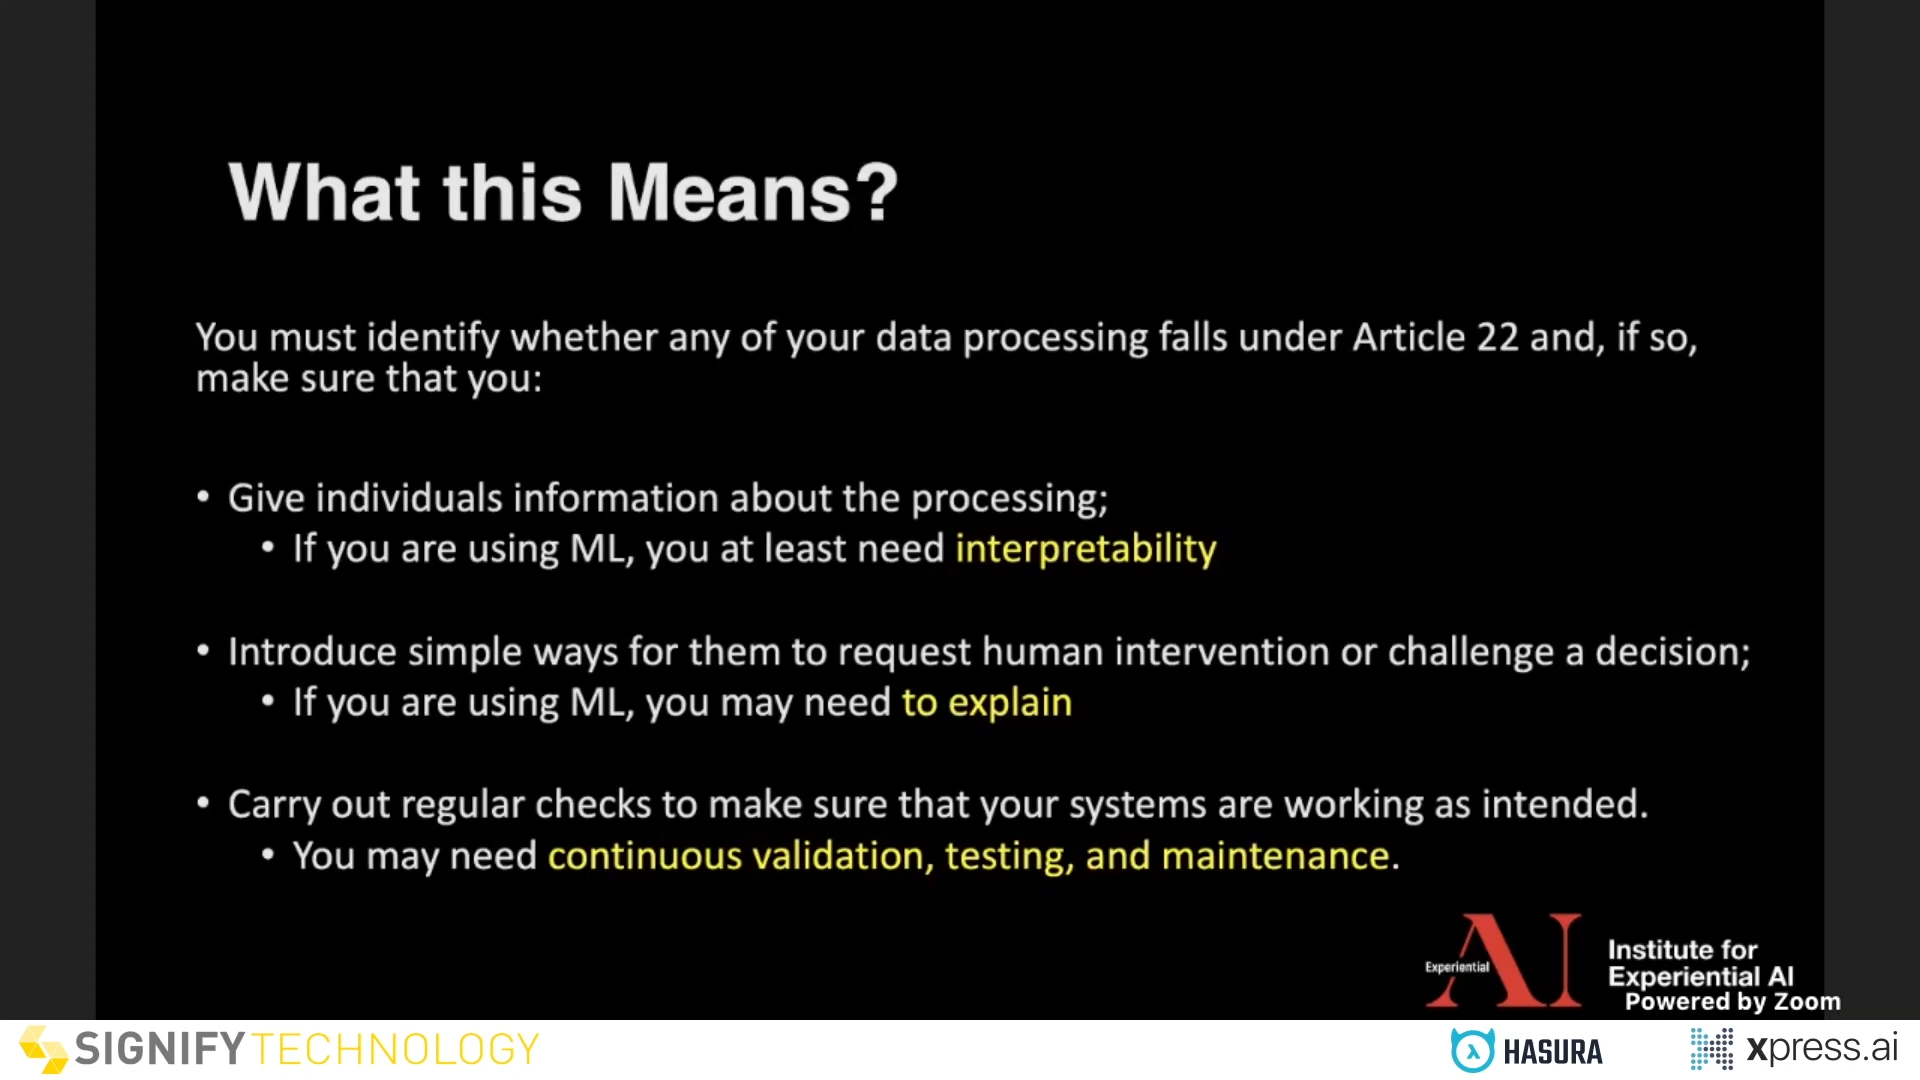 What this Means?
You must identify whether any of your data processing falls under Article 22 and, if so,
make sure that you:
• Give individuals information about the processing;
• If you are using ML, you at least need interpretability
• Introduce simple ways for them to request human intervention or challenge a decision;
• If you are using ML, you may need to explain
• Carry out regular checks to make sure that your systems are working as intended.
• You may need continuous validation, testing, and maintenance.
Experiential AI
Institute for
Experiential AI
Powered by Zoom
SIGNIFY TECHNOLOGY
HASURA
xpress.ai